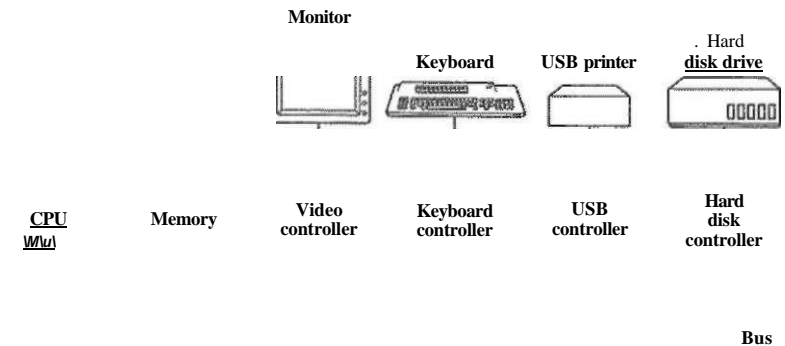 Monitor
Keyboard
USB printer
. Hard
disk drive
CPU
Memory
Video
controller
Keyboard
controller
USB
controller
Hard
disk
controller
Bus